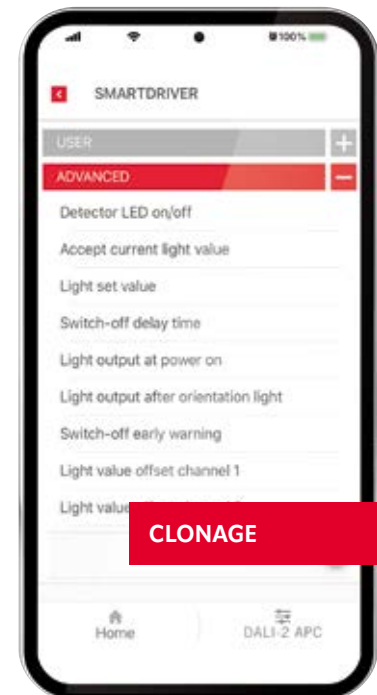 100%
SMARTDRIVER
USER
ADVANCED
Detector LED on/off
Accept current light value
Light set value
Switch-off delay time
Light output at power on
Light output after orientation light
Switch-off early warning
Light value offset channel 1
Light value
CLONAGE
Home
DALI-2 APC